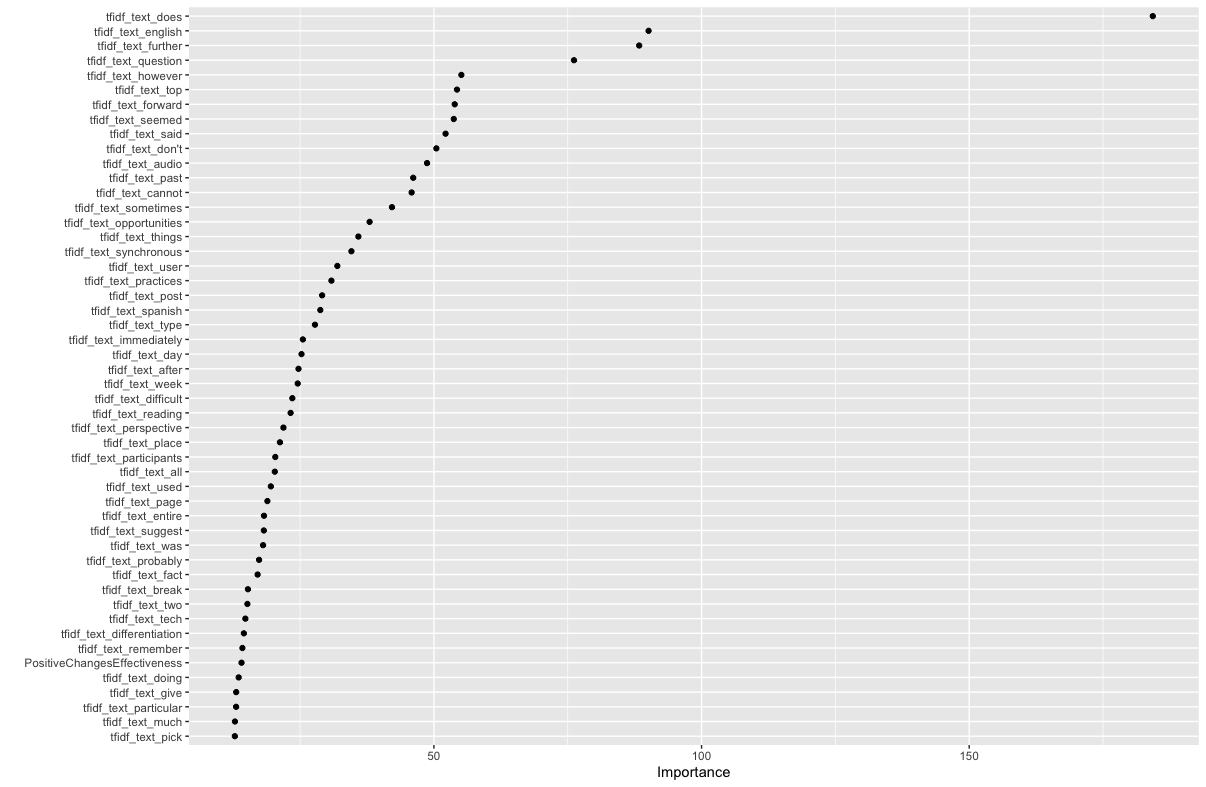 tfidf_text_does
tfidf_text_english
tfidf_text_further
tfidf_text_question
tfidf_text_however
tfidf_text_top
tfidf_text_forward
tfidf_text_seemed
tfidf_text_said
tfidf_text_don't
tfidf_text_audio
tfidf_text_past
tfidf_text_cannot
tfidf_text_sometimes
tfidf_text_opportunities
tfidf_text_things
tfidf_text_synchronous
tfidf_text_user
tfidf_text_practices
tfidf_text_post
tfidf_text_spanish
tfidf_text_type
tfidf_text_immediately
tfidf_text_day
tfidf_text_after
tfidf_text_week
tfidf_text_difficult
tfidf_text_reading
tfidf_text_perspective
tfidf_text_place
tfidf_text_participants
tfidf_text_all
tfidf_text_used
tfidf_text_page
tfidf_text_entire
tfidf_text_suggest
tfidf_text_was
tfidf_text_probably
tfidf_text_fact
tfidf_text_break
tfidf_text_two
tfidf_text_tech
tfidf_text_differentiation
tfidf_text_remember
PositiveChangesEffectiveness
tfidf_text_doing
tfidf_text_give
tfidf_text_particular
tfidf_text_much
tfidf_text_pick
50 100 150
Importance